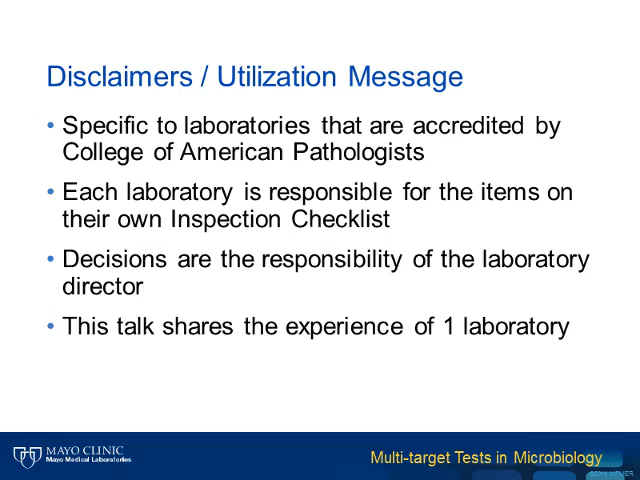 Disclaimers / Utilization Message
• Specific to laboratories that are accredited by
College of American Pathologists
• Each laboratory is responsible for the items on
their own Inspection Checklist
• Decisions are the responsibility of the laboratory
director
• This talk shares the experience of 1 laboratory
MAYO CLINIC
Mayo Medical Laboratories
Multi-target Tests in Microbiology